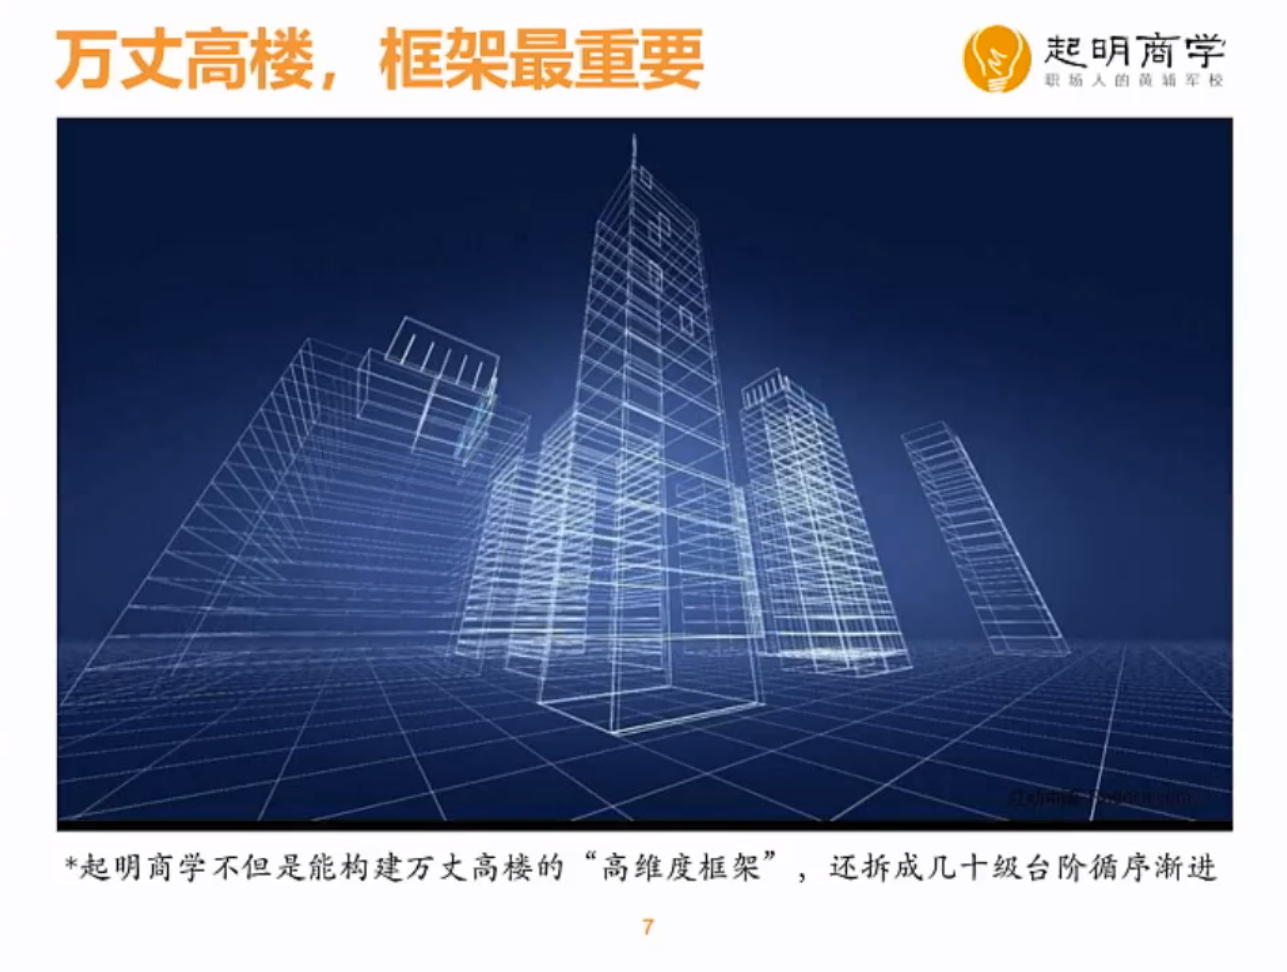 万丈高楼，框架最重要
起明商学
职场人的黄埔军校
*起明商学不但是能构建万丈高楼的“高维度框架”，还拆成几十级台阶循序渐进
7